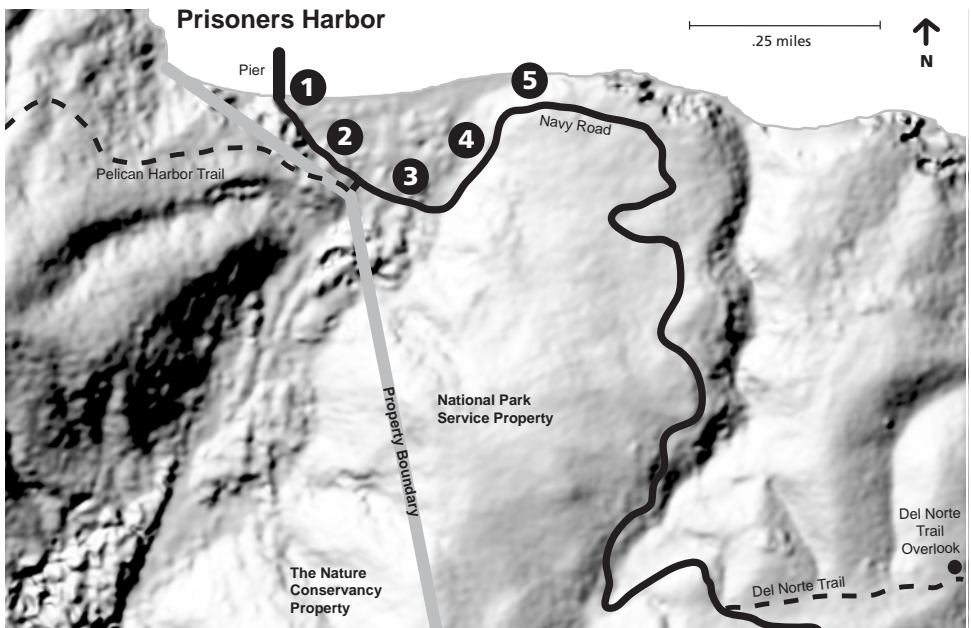 Prisoners Harbor
.25 miles
N
Pier
1
2
3
4
5
Navy Road
Pelican Harbor Trail
Property Boundary
National Park
Service Property
The Nature
Conservancy
Property
Del Norte
Trail
Overlook
Del Norte Trail